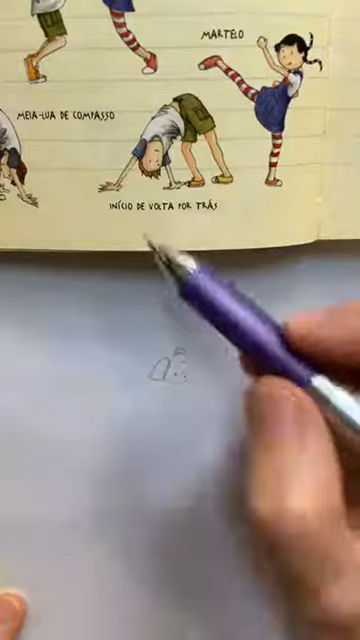 MARTELO
MEIA-LUA DE COMPASSO
INÍCIO DE VOLTA POR TRÁS